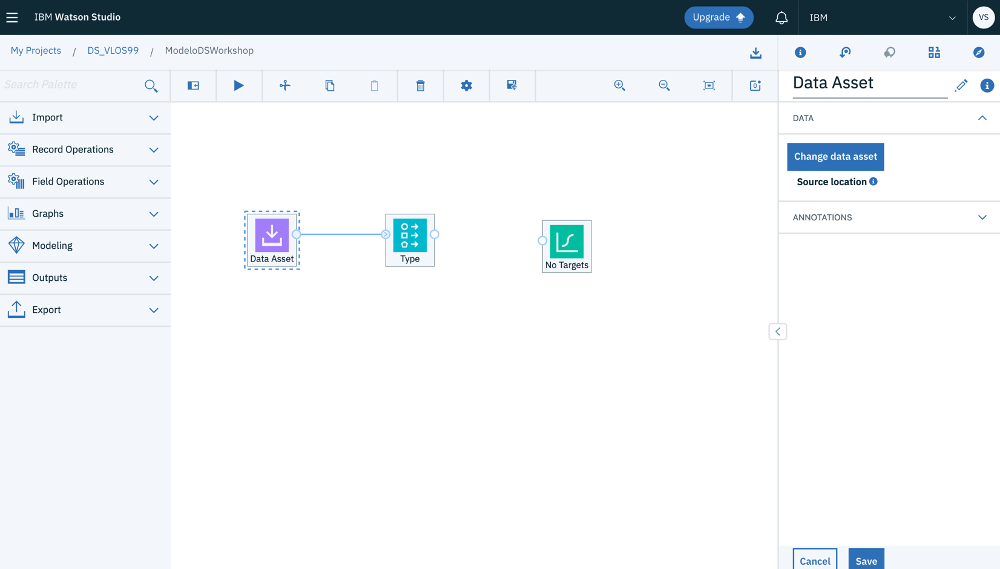 IBM Watson Studio
Upgrade
IBM
VS
My Projects / DS_VLOS99 / ModeloDSWorkshop
Search Palette
0
Data Asset
Import
DATA
Record Operations
Change data asset
Field Operations
Source location
Graphs
ANNOTATIONS
Modeling
Data Asset
Type
No Targets
Outputs
Export
Cancel
Save